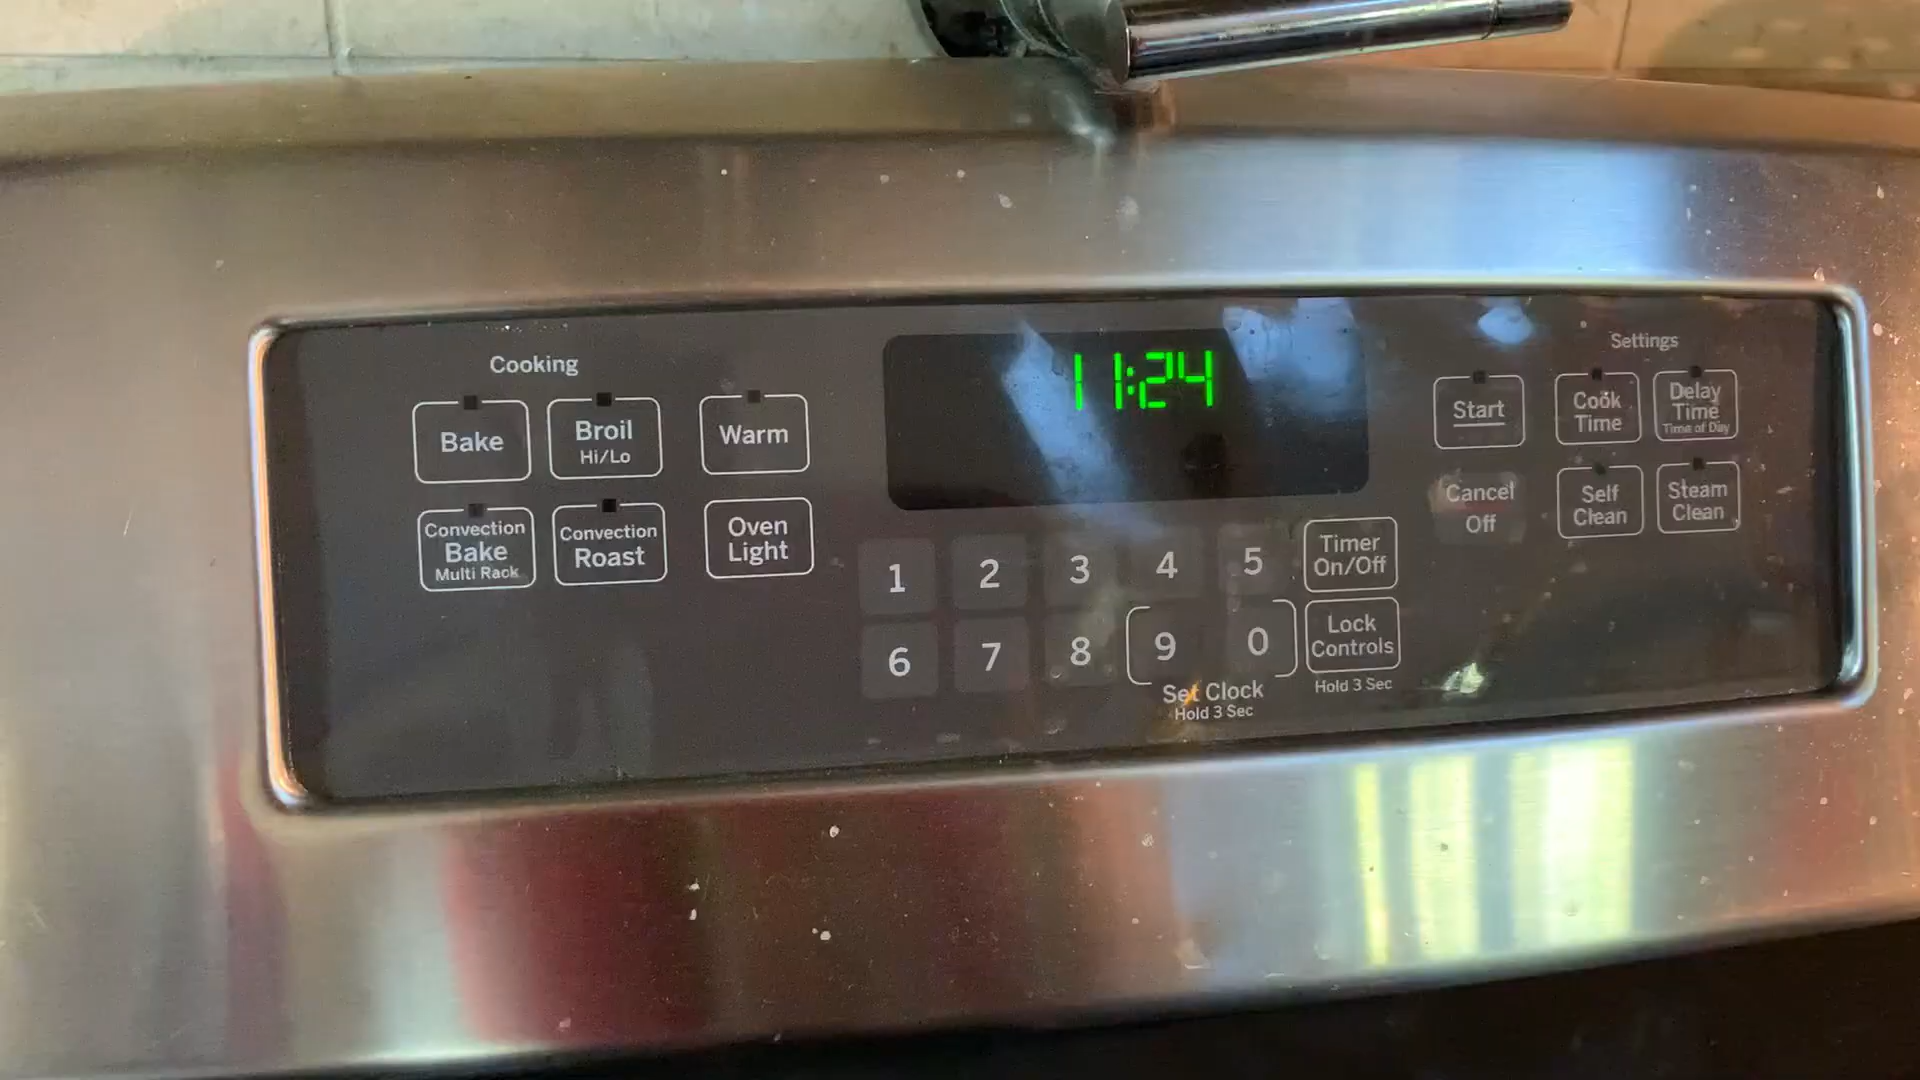 Cooking
Bake
Broil
Hi/Lo
Warm
Convection
Bake
Multi Rack
Convection
Roast
Oven
Light
11:24
1 2 3 4 5
6 7 8 9 0
Set Clock
Hold 3 Sec
Timer
On/Off
Lock
Controls
Hold 3 Sec
Settings
Start
Cook
Time
Delay
Time
Time of Day
Cancel
Off
Self
Clean
Steam
Clean